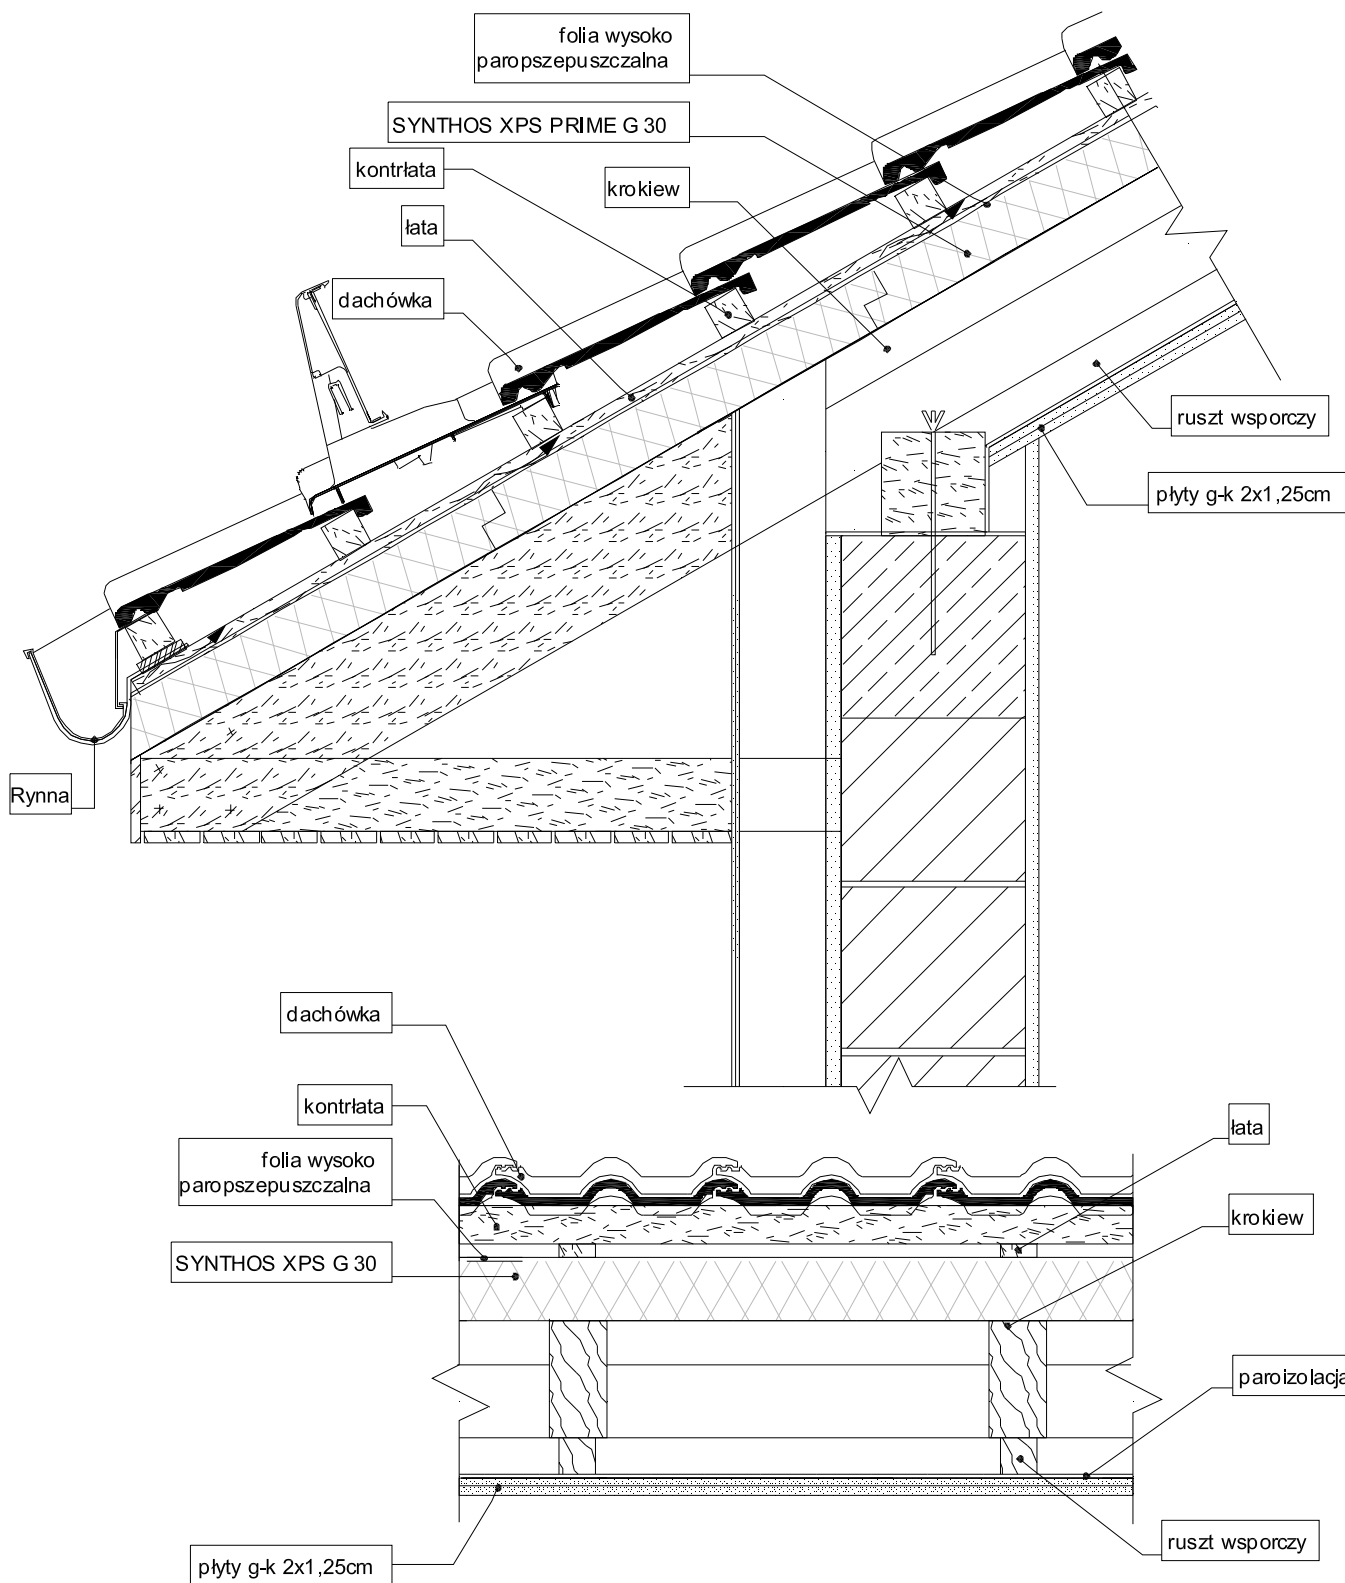 folia wysoko
paropszepuszczalna
SYNTHOS XPS PRIME G 30
kontrłata
krokiew
łata
dachówka
ruszt wsporczy
płyty g-k 2x1,25cm
Rynna
dachówka
kontrłata
łata
folia wysoko
paropszepuszczalna
krokiew
SYNTHOS XPS G 30
paroizolacja
ruszt wsporczy
płyty g-k 2x1,25cm